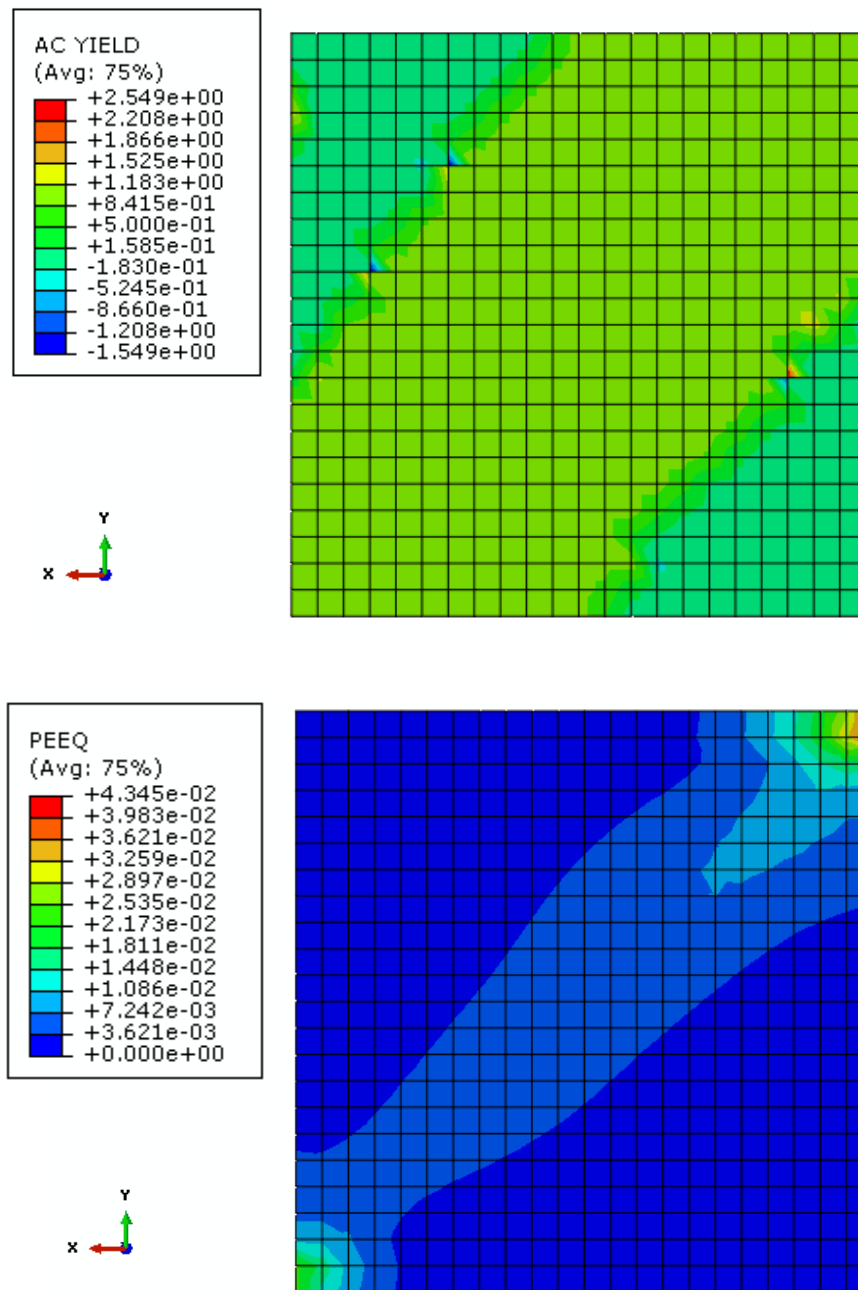 AC YIELD
(Avg: 75%)
+2.549e+00
+2.208e+00
+1.866e+00
+1.525e+00
+1.183e+00
+8.415e-01
+5.000e-01
+1.585e-01
-1.830e-01
-5.245e-01
-8.660e-01
-1.208e+00
-1.549e+00
Y
X
PEEQ
(Avg: 75%)
+4.345e-02
+3.983e-02
+3.621e-02
+3.259e-02
+2.897e-02
+2.535e-02
+2.173e-02
+1.811e-02
+1.448e-02
+1.086e-02
+7.242e-03
+3.621e-03
+0.000e+00
Y
X